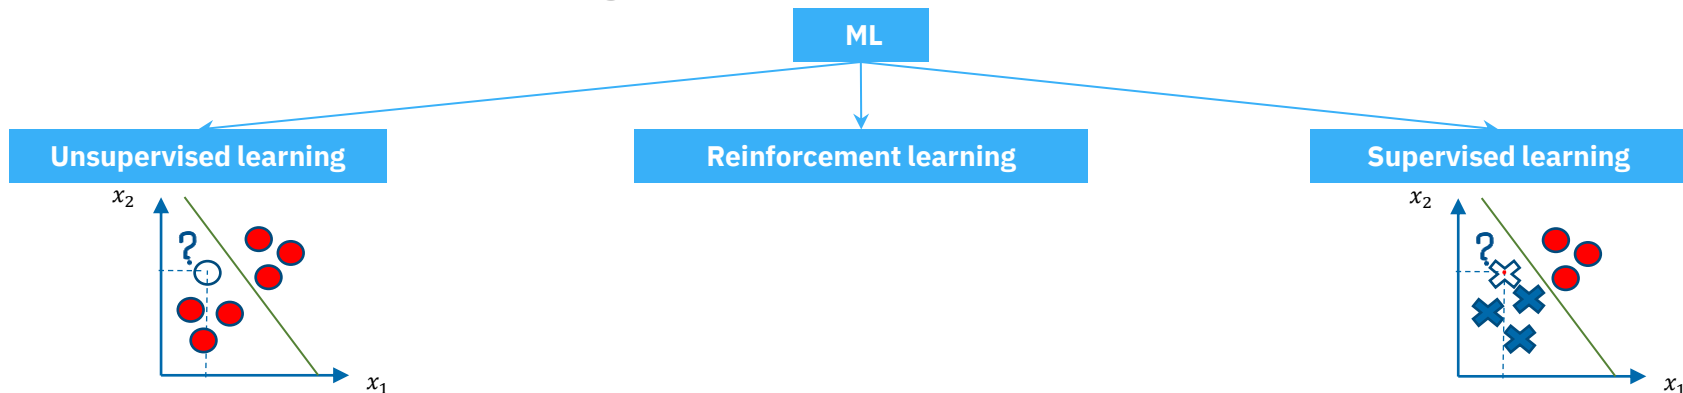 ML
Unsupervised learning
Reinforcement learning
Supervised learning
x₂
?
x₁
x₂
?
x₁